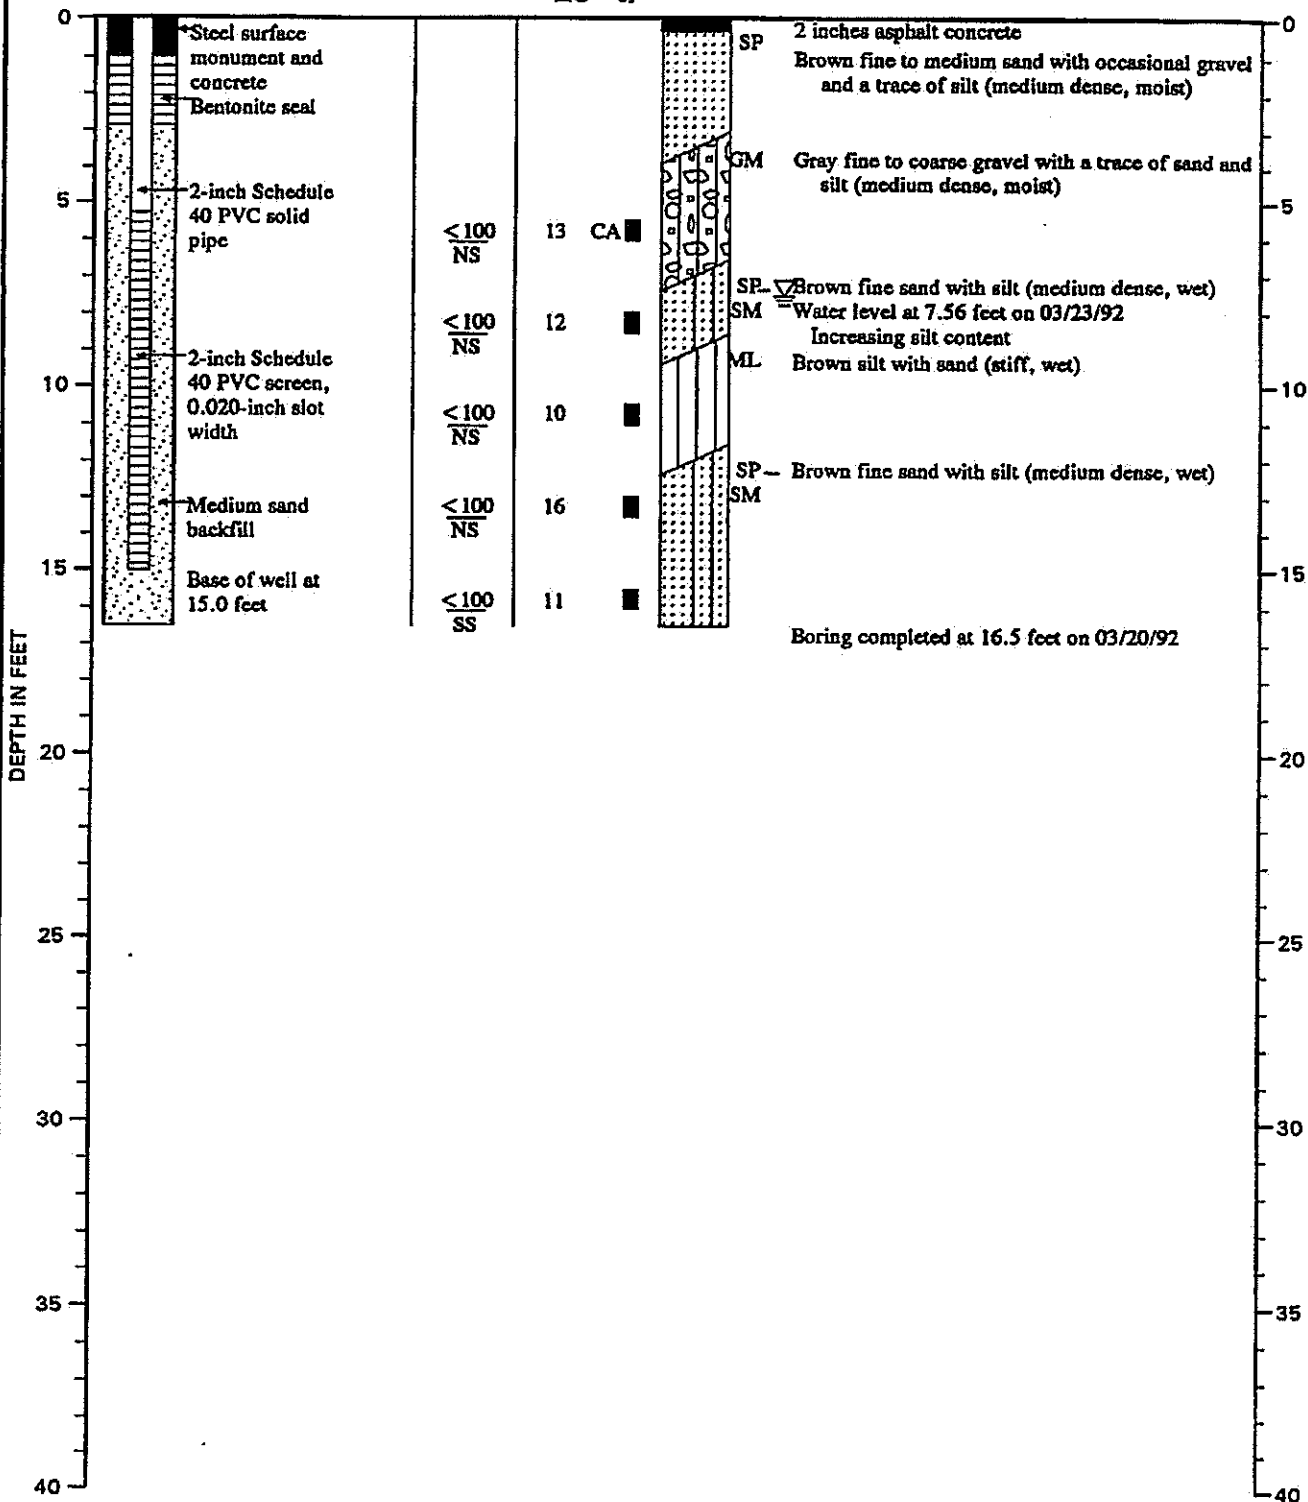 0
Steel surface
monument and
concrete
Bentonite seal
2-inch Schedule
40 PVC solid
pipe
2-inch Schedule
40 PVC screen,
0.020-inch slot
width
Medium sand
backfill
Base of well at
15.0 feet
5
10
15
20
25
30
35
40
DEPTH IN FEET
<100
NS
13 CA
<100
NS
12
<100
NS
10
<100
NS
16
<100
SS
11
SP
2 inches asphalt concrete
Brown fine to medium sand with occasional gravel
and a trace of silt (medium dense, moist)
GM
Gray fine to coarse gravel with a trace of sand and
silt (medium dense, moist)
SP-
SM
Brown fine sand with silt (medium dense, wet)
Water level at 7.56 feet on 03/23/92
Increasing silt content
ML
Brown silt with sand (stiff, wet)
SP-
SM
Brown fine sand with silt (medium dense, wet)
Boring completed at 16.5 feet on 03/20/92
0
5
10
15
20
25
30
35
40